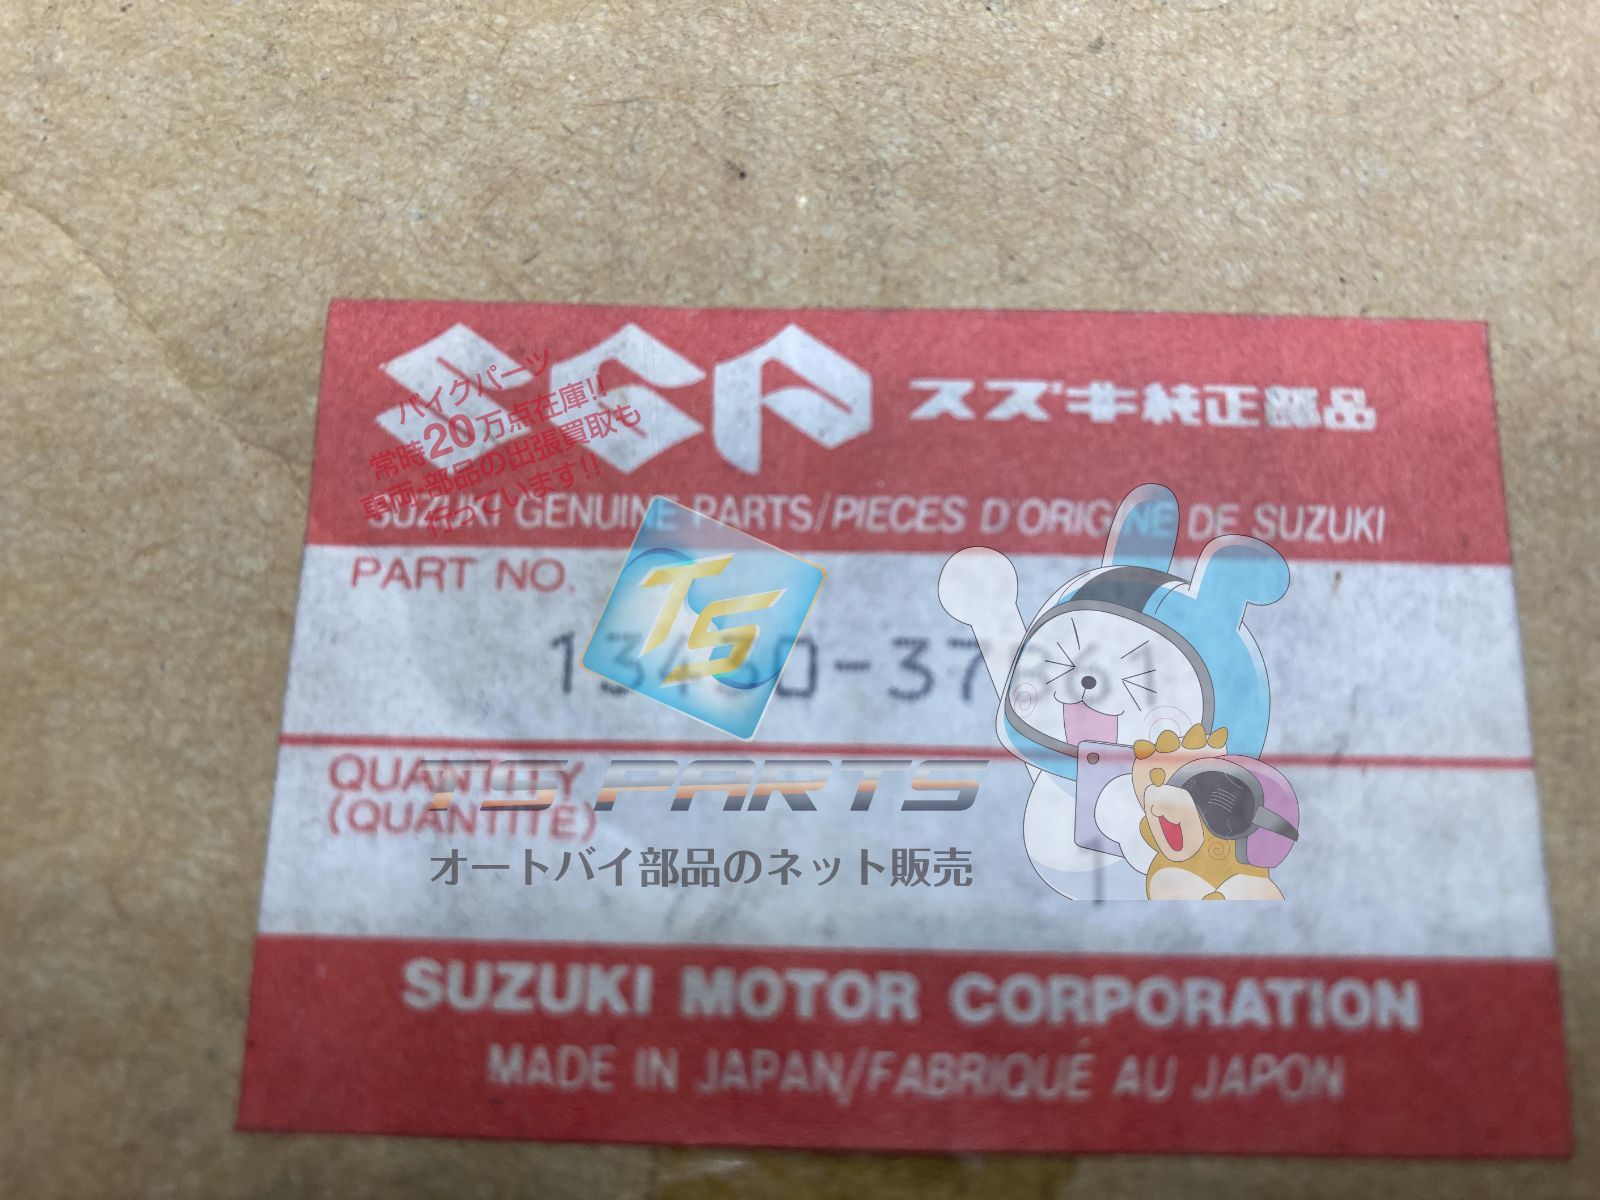 スズキ純正部品
バイクパーツ
常時20万点在庫!!
車両・部品の出張買取も
行っています!!
SUZUKI GENUINE PARTS/PIÈCES D'ORIGINE DE SUZUKI
PART NO.
TS
QUANTITY
(QUANTITÉ)
TS PARTS
オートバイ部品のネット販売
1
SUZUKI MOTOR CORPORATION
MADE IN JAPAN/FABRIQUÉ AU JAPON